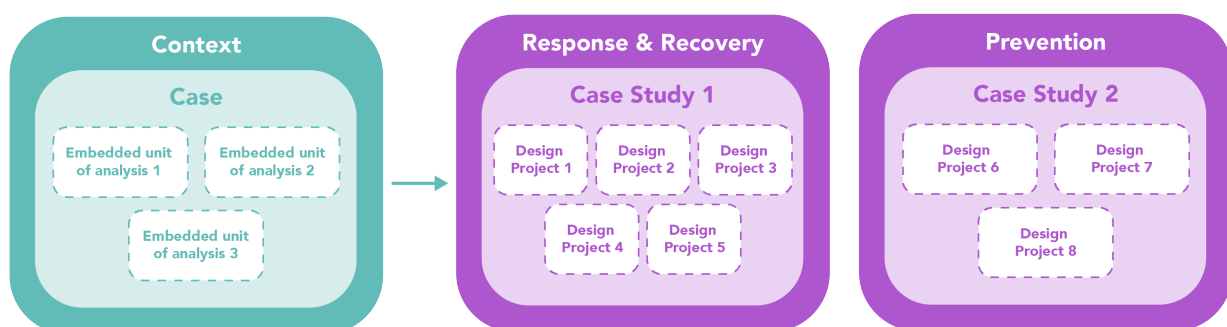 Context
Case
Embedded unit
of analysis 1
Embedded unit
of analysis 2
Embedded unit
of analysis 3
Response & Recovery
Case Study 1
Design
Project 1
Design
Project 2
Design
Project 3
Design
Project 4
Design
Project 5
Prevention
Case Study 2
Design
Project 6
Design
Project 7
Design
Project 8